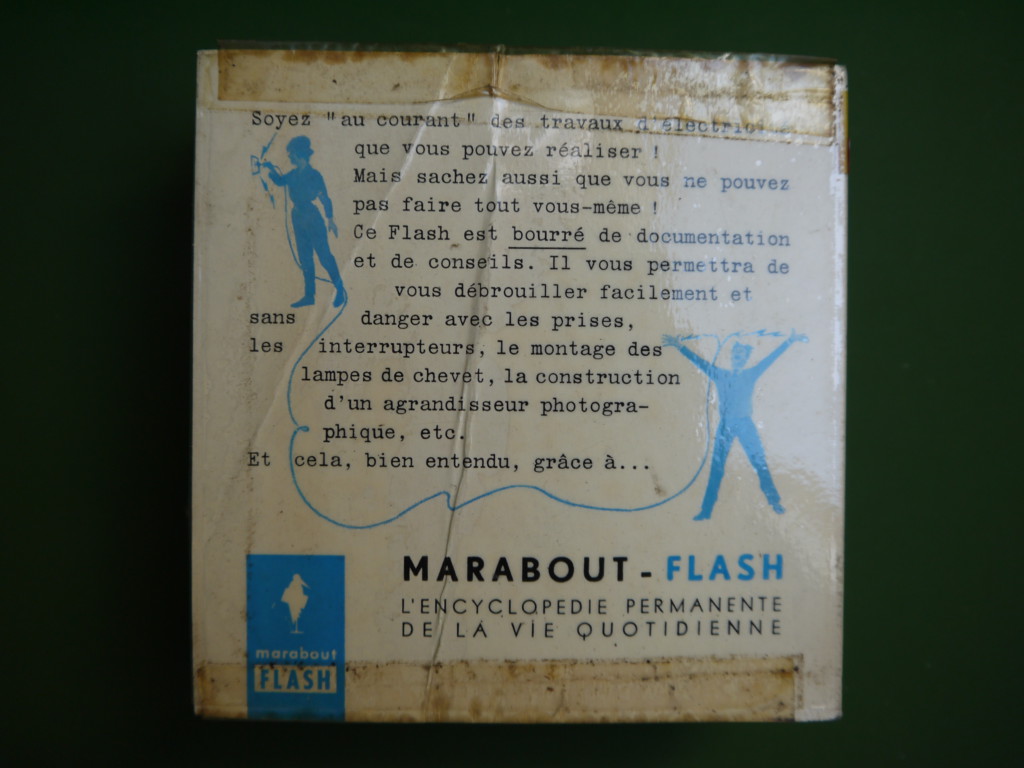 Soyez "au courant" des travaux
que vous pouvez réaliser !
Mais sachez aussi que vous ne pouvez
pas faire tout vous-même !
Ce Flash est bourré de documentation
et de conseils. Il vous permettra de
vous débrouiller facilement et
sans danger avec les prises,
les interrupteurs, le montage des
lampes de chevet, la construction
d'un agrandisseur photogra-
phique, etc.
Et cela, bien entendu, grâce à...
MARABOUT - FLASH
L'ENCYCLOPEDIE PERMANENTE
DE LA VIE QUOTIDIENNE
marabout
FLASH